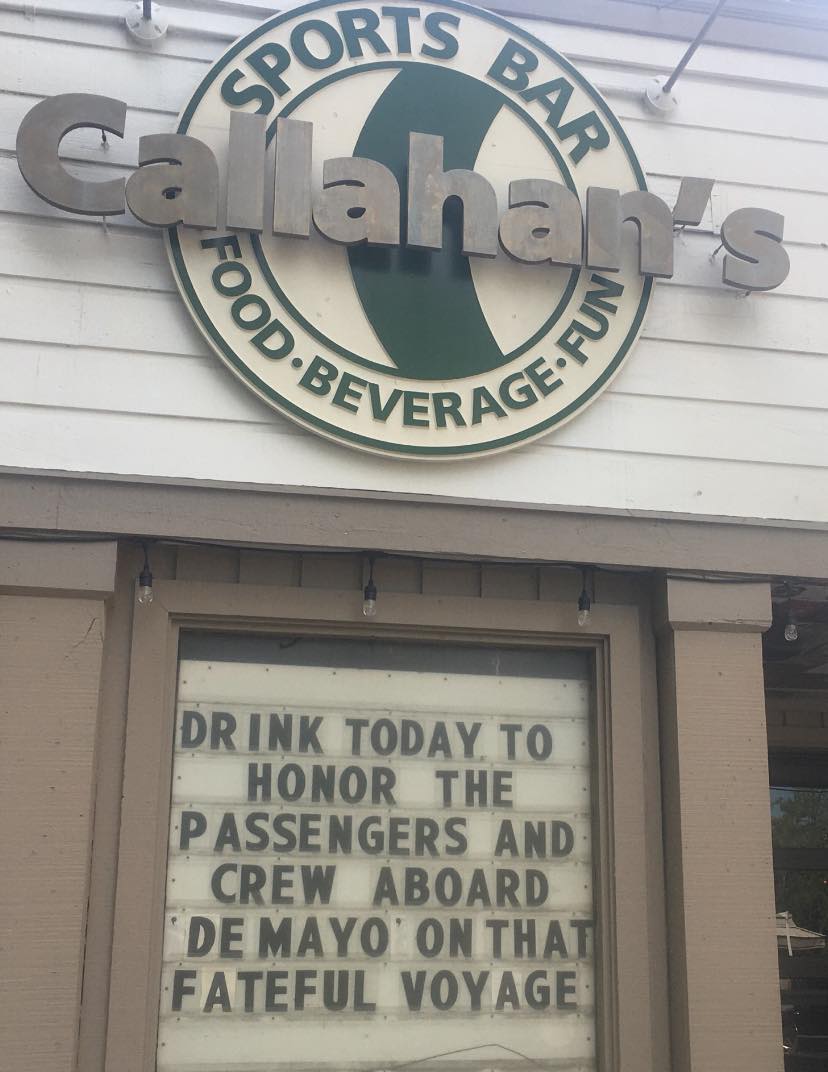 SPORTS BAR
Callahan's
FOOD · BEVERAGE · FUN
DRINK TODAY TO
HONOR THE
PASSENGERS AND
CREW ABOARD
'DE MAYO' ON THAT
FATEFUL VOYAGE